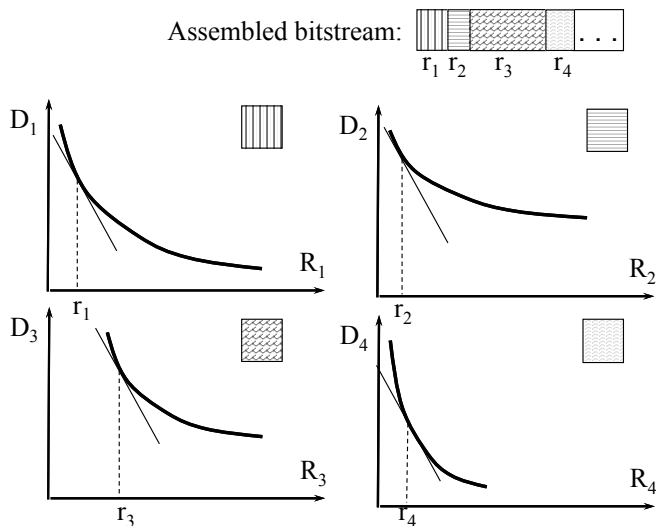 Assembled bitstream:
. . .
r1 r2 r3 r4
D1
R1
r1
D2
R2
r2
D3
R3
r3
D4
R4
r4